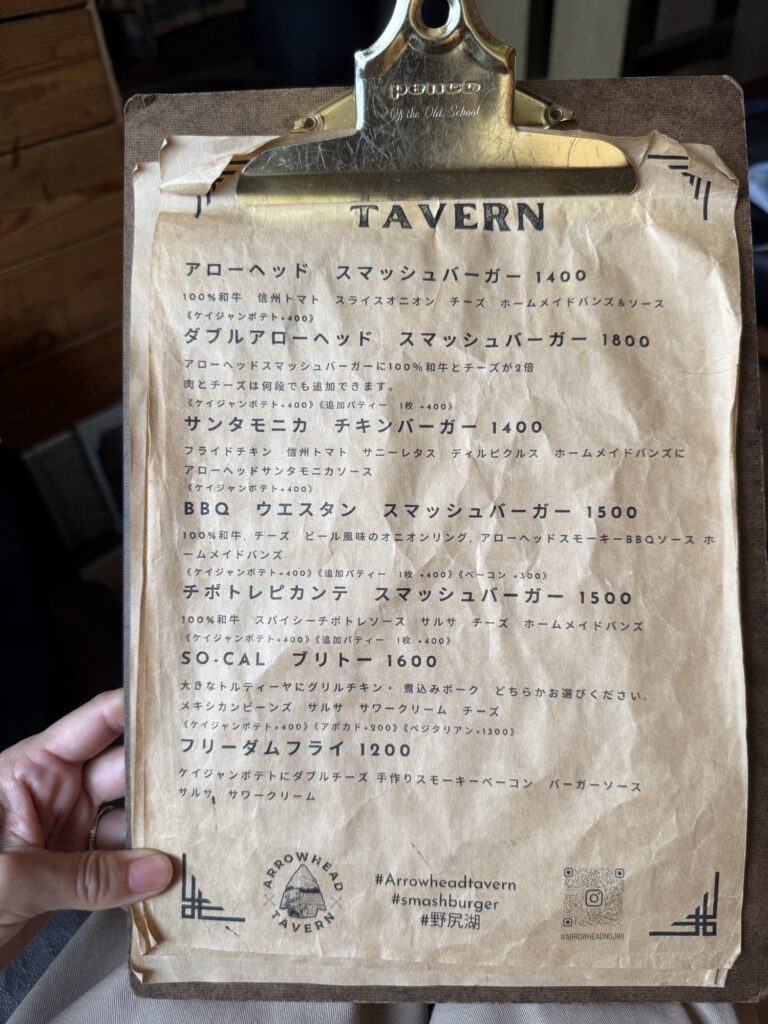 penco
Of the Old School
TAVERN
アローヘッド　スマッシュバーガー 1400
100%和牛　信州トマト　スライスオニオン　チーズ　ホームメイドバンズ&ソース
《ケイジャンポテト+400》
ダブルアローヘッド　スマッシュバーガー 1800
アローヘッドスマッシュバーガーに100%和牛とチーズが2倍
肉とチーズは何段でも追加できます。
《ケイジャンポテト+400》《追加パティー　1枚 +400》
サンタモニカ　チキンバーガー 1400
フライドチキン　信州トマト　サニーレタス　ディルピクルス　ホームメイドバンズに
アローヘッドサンタモニカソース
《ケイジャンポテト+400》
BBQ　ウエスタン　スマッシュバーガー 1500
100%和牛, チーズ　ビール風味のオニオンリング, アローヘッドスモーキーBBQソース ホ
ームメイドバンズ
《ケイジャンポテト+400》《追加パティー　1枚 +400》《ベーコン +300》
チポトレピカンテ　スマッシュバーガー 1500
100%和牛　スパイシーチポトレソース　サルサ　チーズ　ホームメイドバンズ
《ケイジャンポテト+400》《追加パティー　1枚 +400》
SO-CAL　ブリトー 1600
大きなトルティーヤにグリルチキン・ 煮込みポーク　どちらかお選びください。
メキシカンビーンズ　サルサ　サワークリーム　チーズ
《ケイジャンポテト+400》《アボカド+200》《ベジタリアン+1300》
フリーダムフライ 1200
ケイジャンポテトにダブルチーズ 手作りスモーキーベーコン　バーガーソース
サルサ　サワークリーム
ARROWHEAD
TAVERN
#Arrowheadtavern
#smashburger
#野尻湖
@ARROWHEADNOJIRI